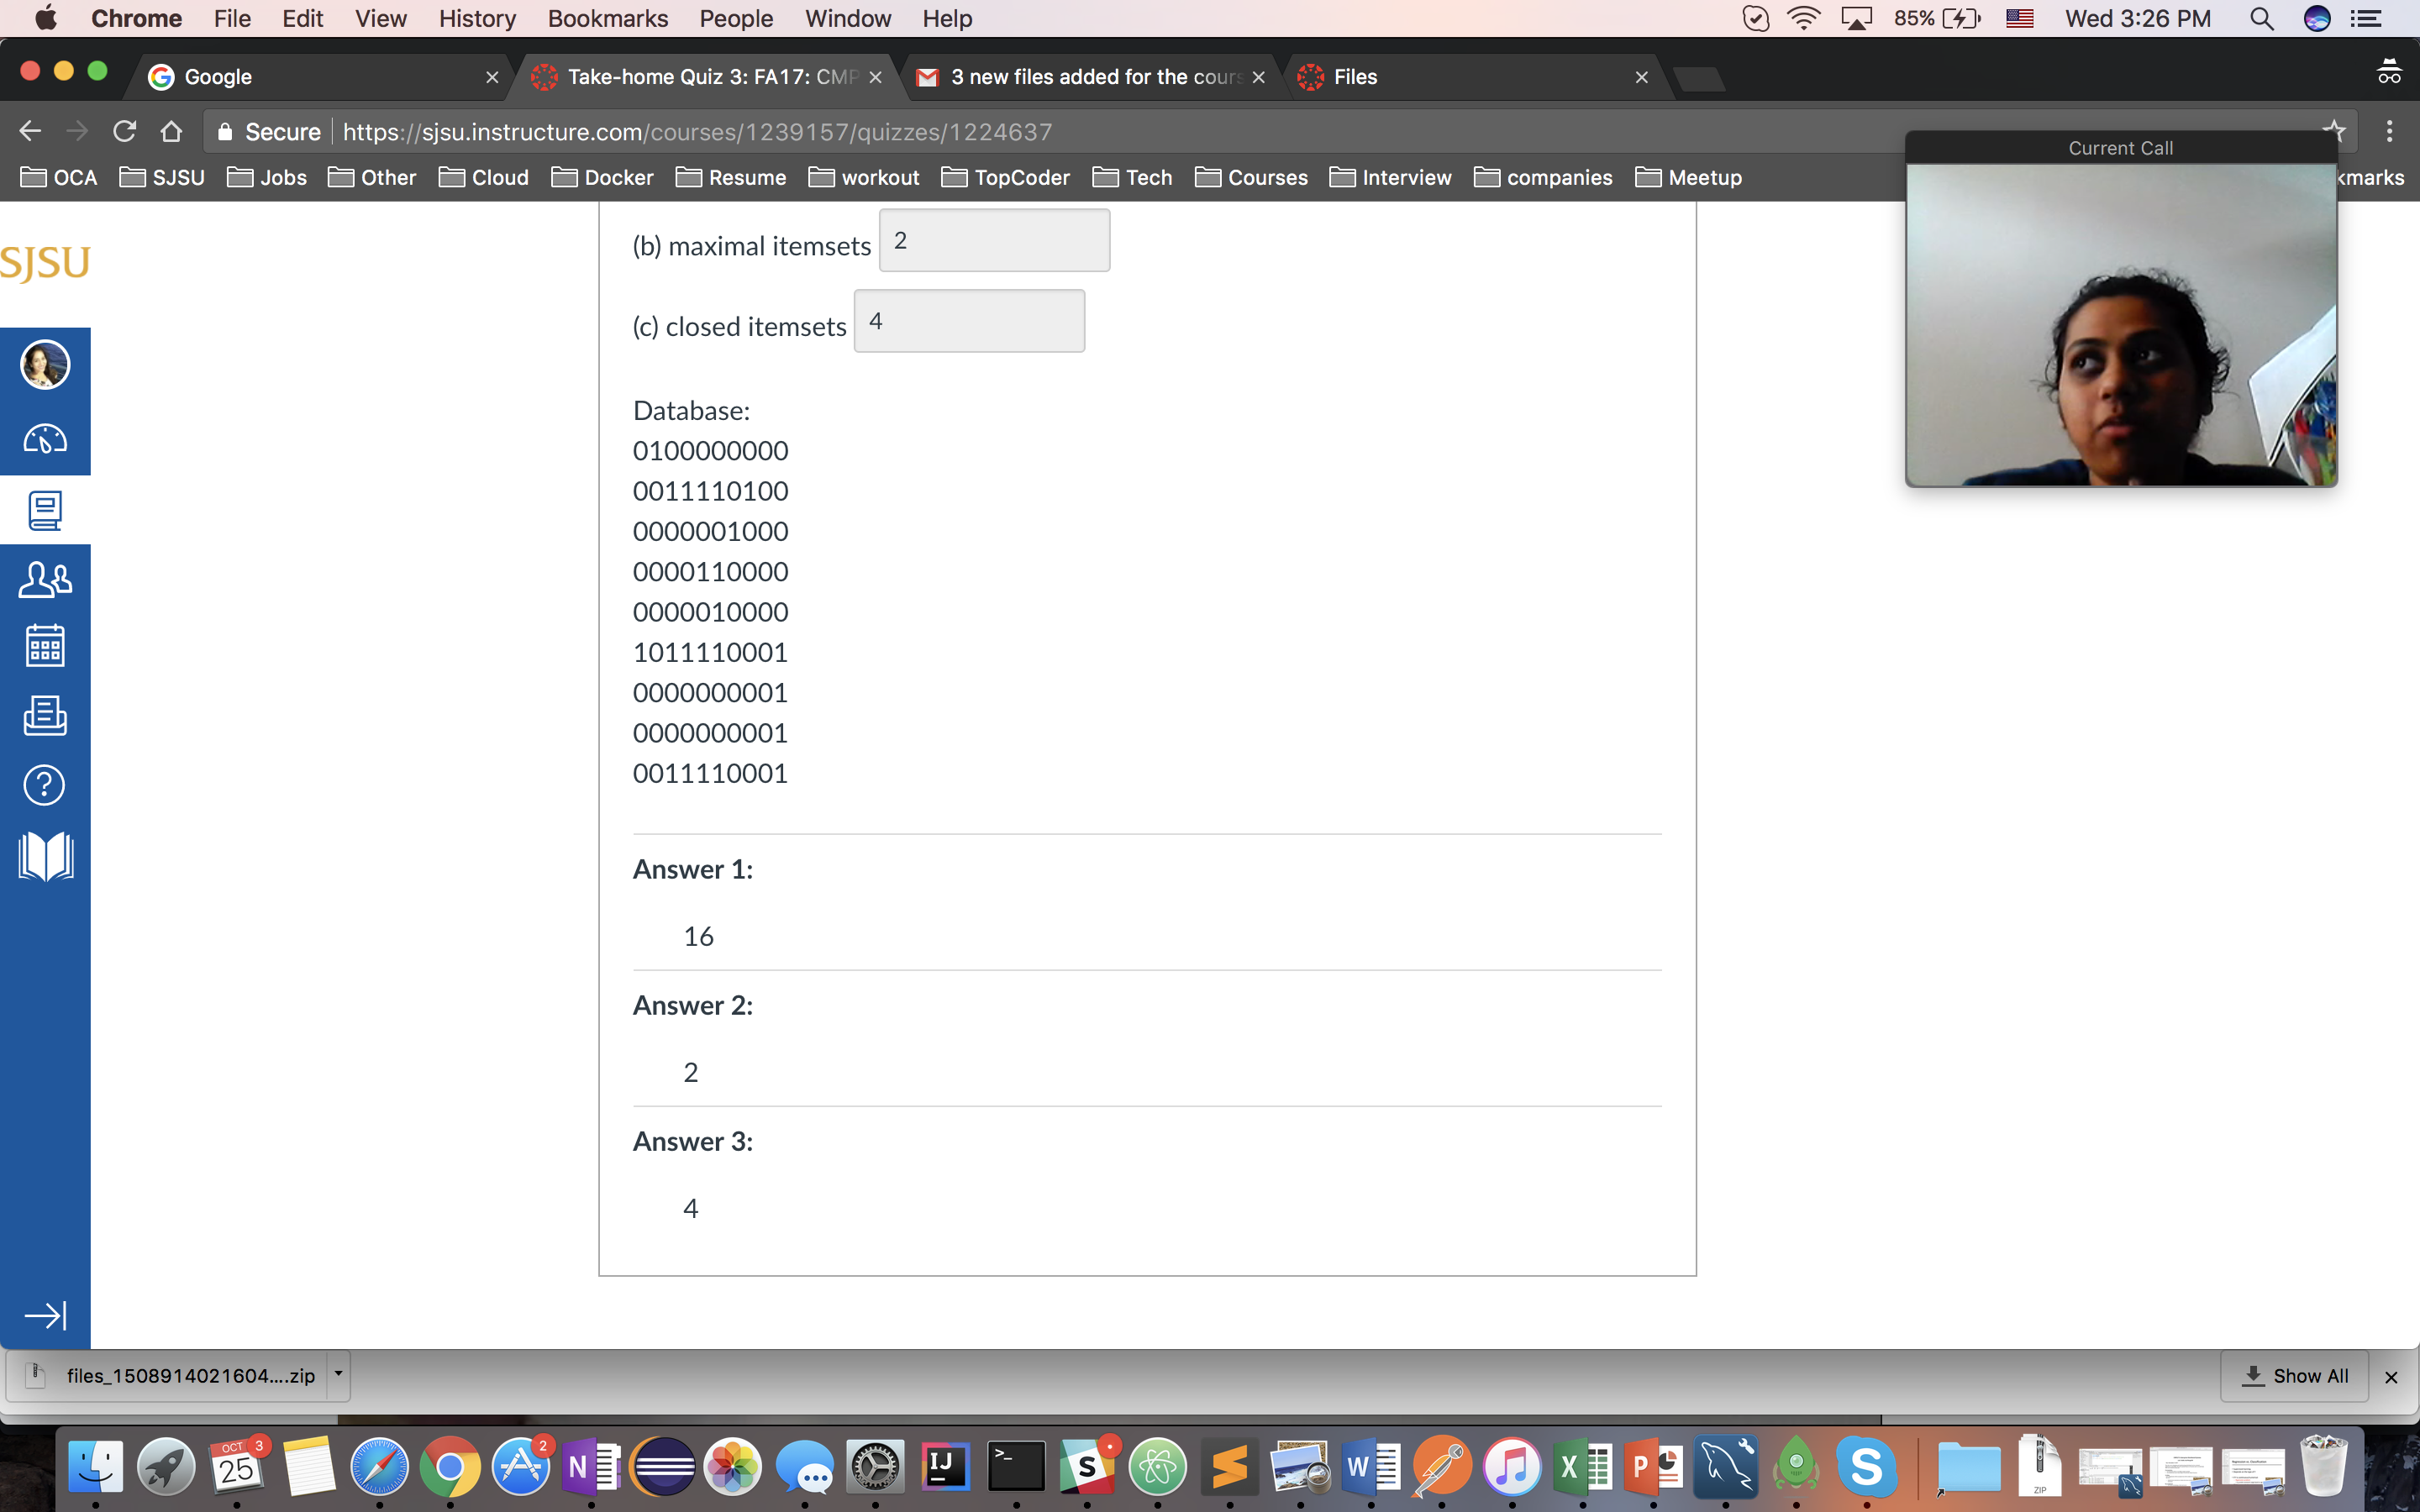 Chrome File Edit View History Bookmarks People Window Help 85% Wed 3:26 PM
Google Take-home Quiz 3: FA17: CMP 3 new files added for the cours Files
Secure https://sjsu.instructure.com/courses/1239157/quizzes/1224637
Current Call
OCA SJSU Jobs Other Cloud Docker Resume workout TopCoder Tech Courses Interview companies Meetup kmarks
SJSU
(b) maximal itemsets 2
(c) closed itemsets 4
Database:
0100000000
0011110100
0000001000
0000110000
0000010000
1011110001
0000000001
0000000001
0011110001
Answer 1:
16
Answer 2:
2
Answer 3:
4
files_1508914021604....zip Show All
OCT 3
25
2
N
IJ
>_
S
W
X
P
S
ZIP